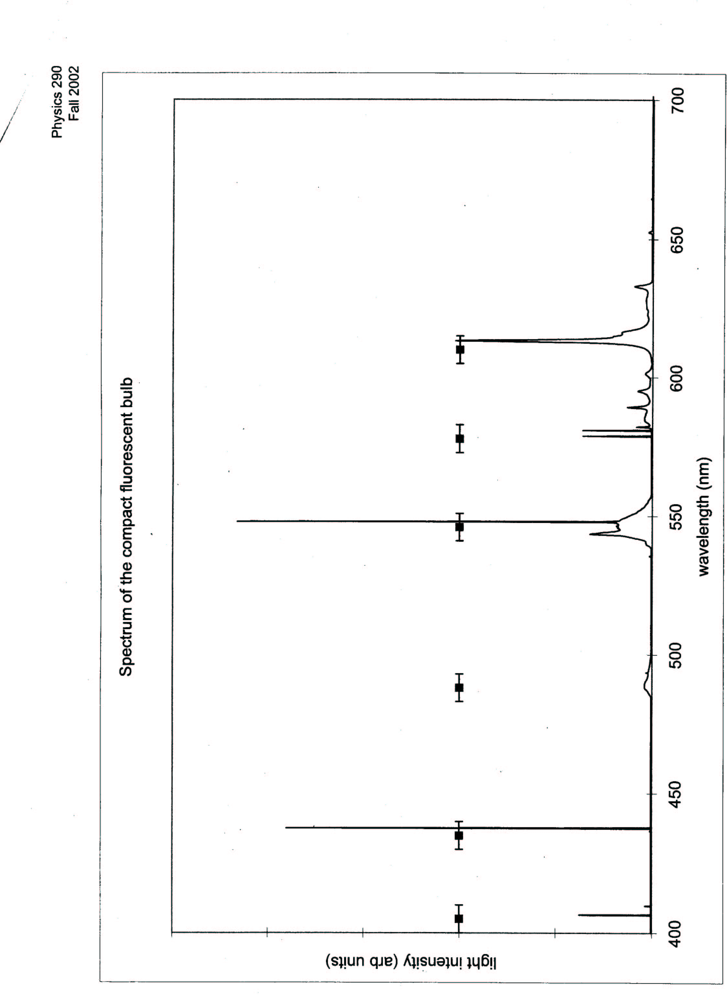 Physics 290
Fall 2002
Spectrum of the compact fluorescent bulb
light intensity (arb units)
400
450
500
550
600
650
700
wavelength (nm)